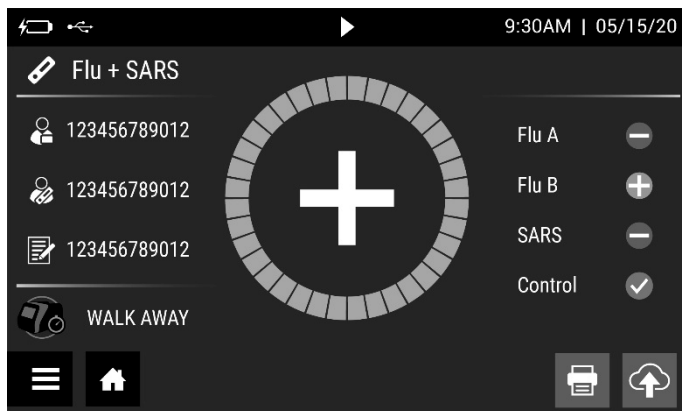 9:30AM | 05/15/20
Flu + SARS
123456789012
123456789012
123456789012
WALK AWAY
Flu A
Flu B
SARS
Control